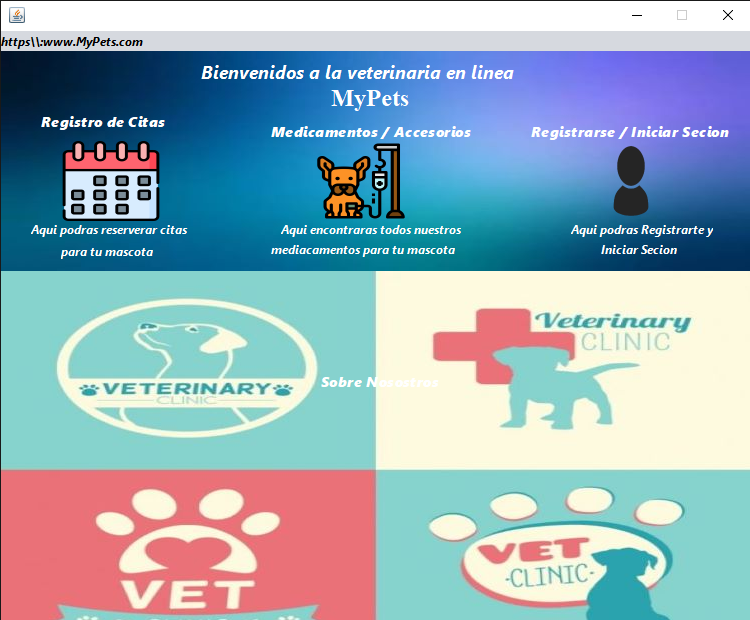 https\\:www.MyPets.com
Bienvenidos a la veterinaria en linea
MyPets
Registro de Citas
Medicamentos / Accesorios
Registrarse / Iniciar Secion
Aqui podras reserverar citas
para tu mascota
Aqui encontraras todos nuestros
mediacamentos para tu mascota
Aqui podras Registrarte y
Iniciar Secion
VETERINARY
CLINIC
Sobre Nosostros
Veterinary
CLINIC
VET
VET
·CLINIC·